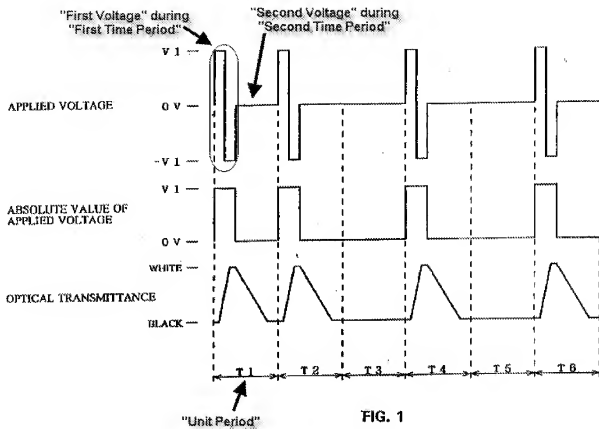 "First Voltage" during
"First Time Period"
"Second Voltage" during
"Second Time Period"
V 1
APPLIED VOLTAGE
0 V
-V 1
V 1
ABSOLUTE VALUE OF
APPLIED VOLTAGE
0 V
WHITE
OPTICAL TRANSMITTANCE
BLACK
T 1
T 2
T 3
T 4
T 5
T 6
"Unit Period"
FIG. 1